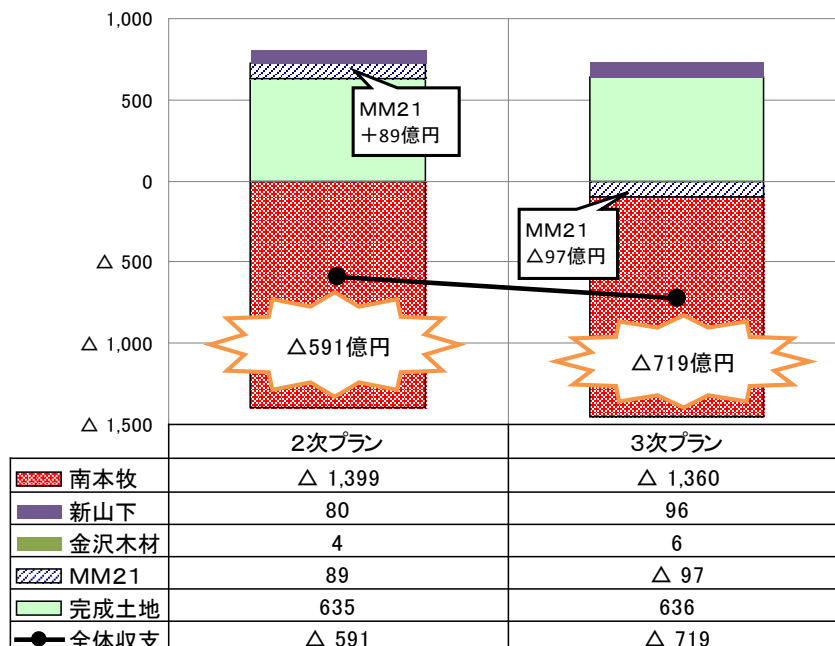 1,000
500
0
△ 500
△ 1,000
△ 1,500
MM21
＋89億円
MM21
△97億円
△591億円
△719億円
2次プラン 3次プラン
南本牧 △ 1,399 △ 1,360
新山下 80 96
金沢木材 4 6
MM21 89 △ 97
完成土地 635 636
全体収支 △ 591 △ 719